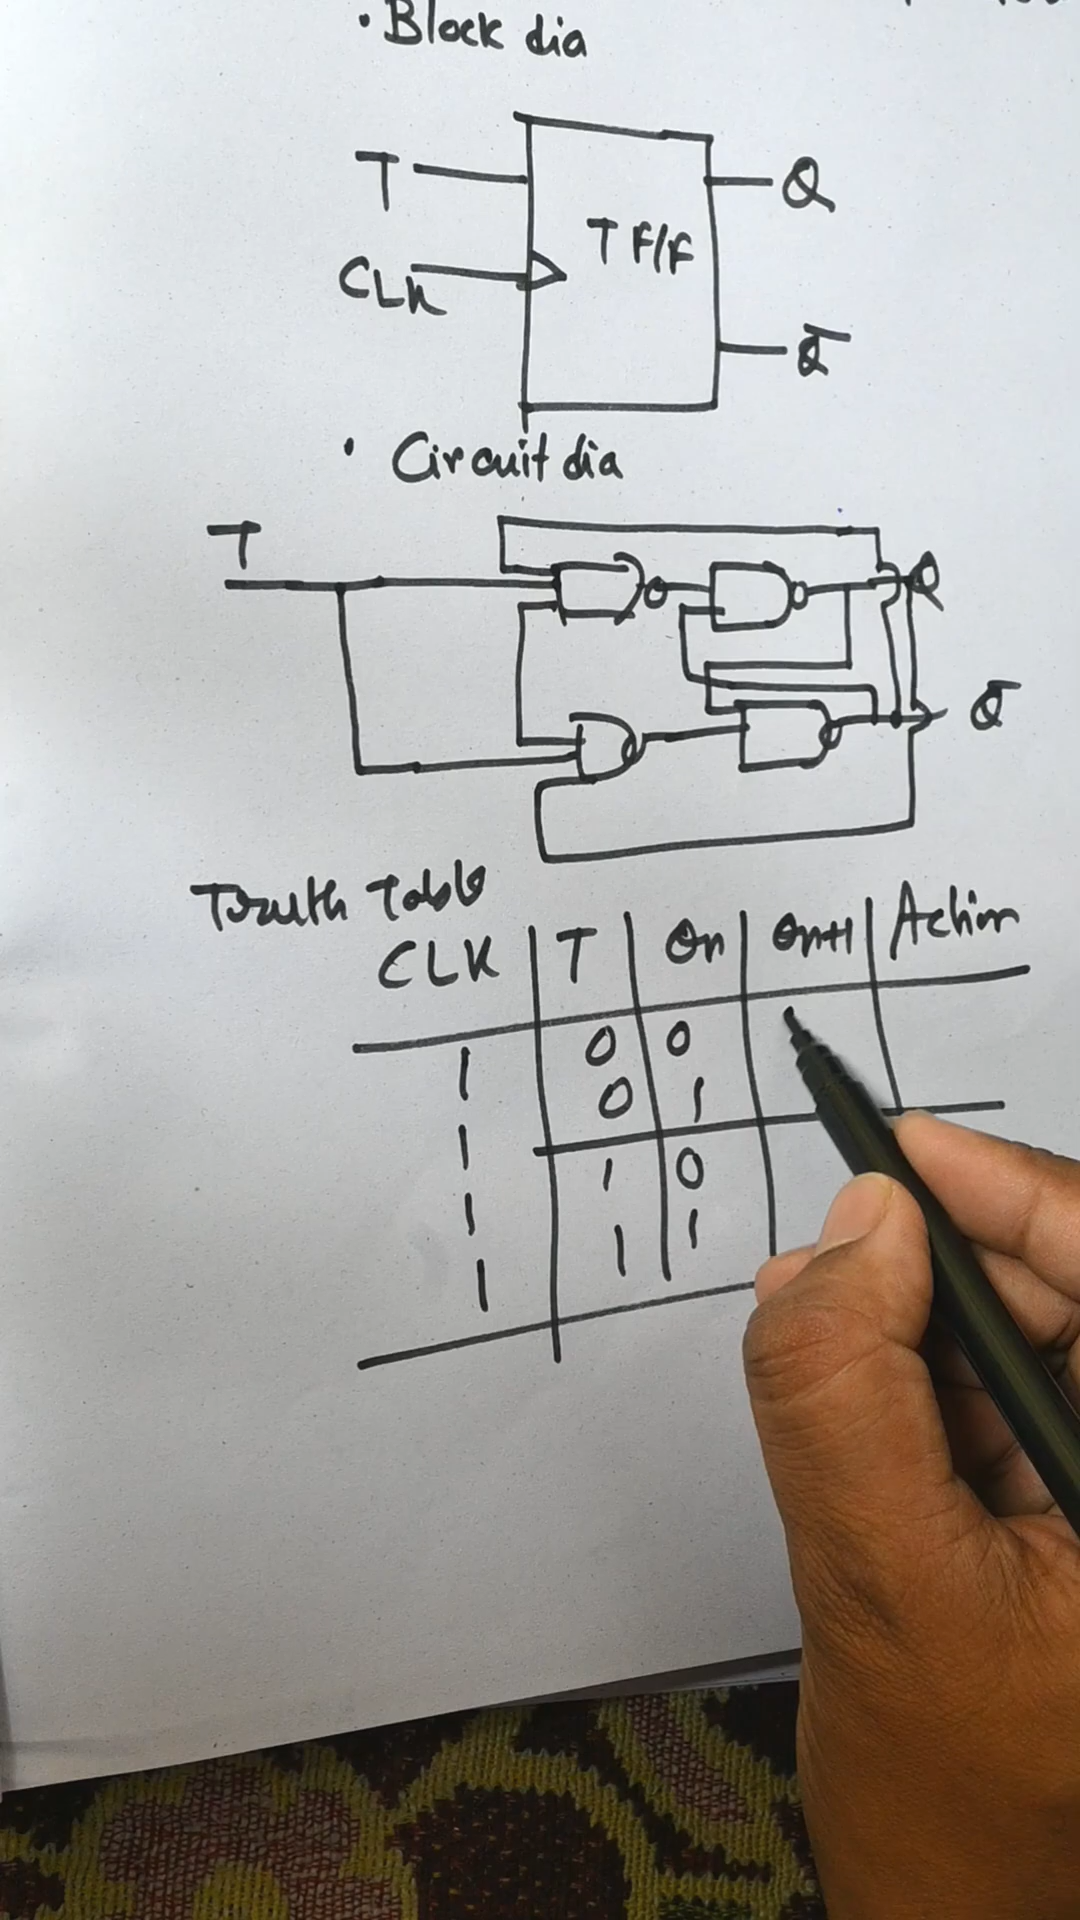 • Block dia
T
Q
T F/F
CLK
Q̅
• Circuit dia
T
Q
Q̅
Truth Table
CLK T Qn Qn+1 Action
1 0 0
1 0 1
1 1 0
1 1 1